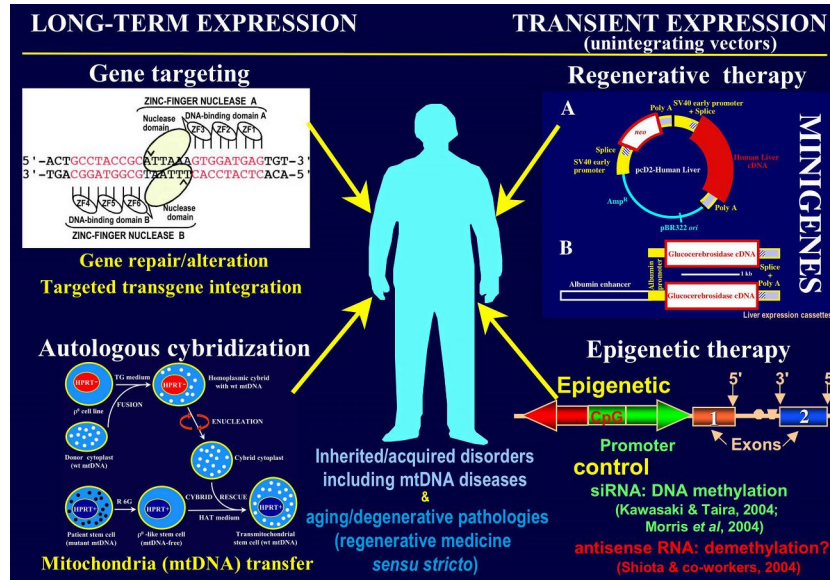 LONG-TERM EXPRESSION
TRANSIENT EXPRESSION
(unintegrating vectors)
Gene targeting
ZINC-FINGER NUCLEASE A
Nuclease
domain
DNA-binding domain A
ZF3 ZF2 ZF1
5'-ACTGCCTACCGCATTAAAGTGGATGAGTGT-3'
3'-TGACGGATGGCGTAATTTCACCTACTCACA-5'
ZF4 ZF5 ZF6
DNA-binding domain B
Nuclease
domain
ZINC-FINGER NUCLEASE B
Gene repair/alteration
Targeted transgene integration
Regenerative therapy
A
Poly A
SV40 early promoter
+ Splice
neo
Splice
SV40 early
promoter
pcD2-Human Liver
Human Liver
cDNA
Amp^R
Poly A
pBR322 ori
B
Albumin
promoter
Glucocerebrosidase cDNA
1 kb
Splice
+
Poly A
Albumin enhancer
Glucocerebrosidase cDNA
Liver expression cassettes
MINIGENES
Autologous cybridization
HPRT-
TG medium
HPRT-
Homoplasmic cybrid
with wt mtDNA
ρ⁰ cell line
FUSION
ENUCLEATION
Donor cytoplast
(wt mtDNA)
Cybrid cytoplast
HPRT+
R 6G
HPRT+
CYBRID RESCUE
HAT medium
HPRT+
Patient stem cell
(mutant mtDNA)
ρ⁰-like stem cell
(mtDNA-free)
Transmitochondrial
stem cell (wt mtDNA)
Mitochondria (mtDNA) transfer
Inherited/acquired disorders
including mtDNA diseases
&
aging/degenerative pathologies
(regenerative medicine
sensu stricto)
Epigenetic therapy
Epigenetic
5' 3' 5
CpG
1
2
Promoter
Exons
control
siRNA: DNA methylation
(Kawasaki & Taira, 2004;
Morris et al, 2004)
antisense RNA: demethylation?
(Shiota & co-workers, 2004)